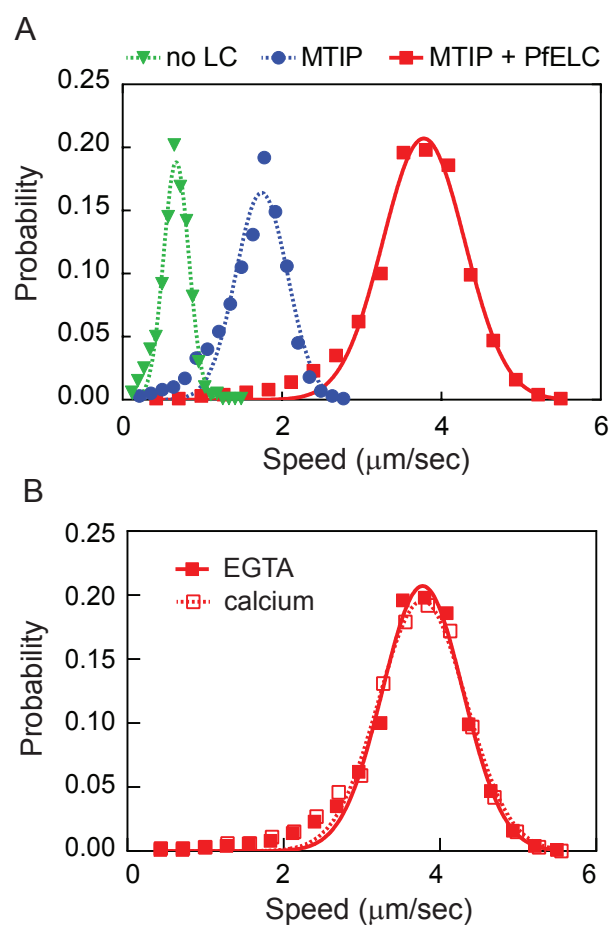 A
no LC MTIP MTIP + PfELC
0.25
0.20
0.15
0.10
0.05
0.00
Probability
0 2 4 6
Speed (μm/sec)
B
EGTA
calcium
0.25
0.20
0.15
0.10
0.05
0.00
Probability
0 2 4 6
Speed (μm/sec)